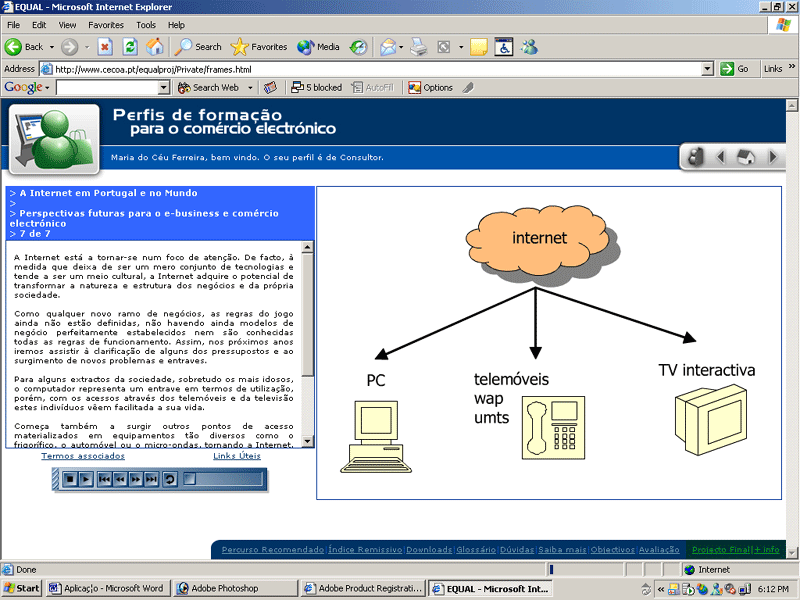 EQUAL - Microsoft Internet Explorer
File Edit View Favorites Tools Help
Back Search Favorites Media
Address http://www.cecoa.pt/equalproj/Private/frames.html Go Links »
Google Search Web 5 blocked AutoFill Options
Perfis de formação
para o comércio electrónico
Maria do Céu Ferreira, bem vindo. O seu perfil é de Consultor.
> A Internet em Portugal e no Mundo
>
> Perspectivas futuras para o e-business e comércio
electrónico
> 7 de 7
A Internet está a tornar-se num foco de atenção. De facto, à
medida que deixa de ser um mero conjunto de tecnologias e
tende a ser um meio cultural, a Internet adquire o potencial de
transformar a natureza e estrutura dos negócios e da própria
sociedade.
Como qualquer novo ramo de negócios, as regras do jogo
ainda não estão definidas, não havendo ainda modelos de
negócio perfeitamente estabelecidos nem são conhecidas
todas as regras de funcionamento. Assim, nos próximos anos
iremos assistir à clarificação de alguns dos pressupostos e ao
surgimento de novos problemas e entraves.
Para alguns extractos da sociedade, sobretudo os mais idosos,
o computador representa um entrave em termos de utilização,
porém, com os acessos através dos telemóveis e da televisão
estes indivíduos vêem facilitada a sua vida.
Começa também a surgir outros pontos de acesso
materializados em equipamentos tão diversos como o
frigorífico, o automóvel ou o micro-ondas, tornando a Internet,
Termos associados Links Úteis
internet
PC
telemóveis
wap
umts
TV interactiva
Percurso Recomendado | Índice Remissivo | Downloads | Glossário | Dúvidas | Saiba mais | Objectivos | Avaliação Projecto Final | + info
Done Internet
Start Aplicaç¦o - Microsoft Word Adobe Photoshop Adobe Product Registrati... EQUAL - Microsoft Int... « 6:12 PM